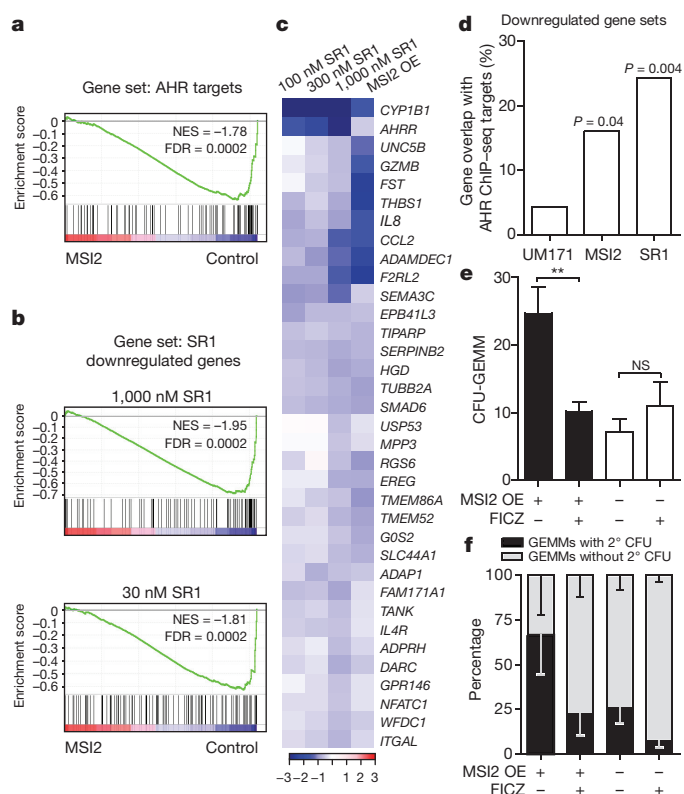 a
Gene set: AHR targets
Enrichment score
0
−0.1
−0.2
−0.3
−0.4
−0.5
−0.6
NES = −1.78
FDR = 0.0002
MSI2 Control
b
Gene set: SR1
downregulated genes
1,000 nM SR1
Enrichment score
0
−0.1
−0.2
−0.3
−0.4
−0.5
−0.6
−0.7
NES = −1.95
FDR = 0.0002
30 nM SR1
Enrichment score
0
−0.1
−0.2
−0.3
−0.4
−0.5
−0.6
NES = −1.81
FDR = 0.0002
MSI2 Control
c
100 nM SR1
300 nM SR1
1,000 nM SR1
MSI2 OE
CYP1B1
AHRR
UNC5B
GZMB
FST
THBS1
IL8
CCL2
ADAMDEC1
F2RL2
SEMA3C
EPB41L3
TIPARP
SERPINB2
HGD
TUBB2A
SMAD6
USP53
MPP3
RGS6
EREG
TMEM86A
TMEM52
G0S2
SLC44A1
ADAP1
FAM171A1
TANK
IL4R
ADPRH
DARC
GPR146
NFATC1
WFDC1
ITGAL
−3 −2 −1 1 2 3
d
Downregulated gene sets
Gene overlap with
AHR ChIP–seq targets (%)
30
20
10
0
P = 0.04
P = 0.004
UM171 MSI2 SR1
e
CFU-GEMM
30
20
10
0
**
NS
MSI2 OE + + − −
FICZ − + − +
f
GEMMs with 2° CFU
GEMMs without 2° CFU
Percentage
100
75
50
25
0
MSI2 OE + + − −
FICZ − + − +